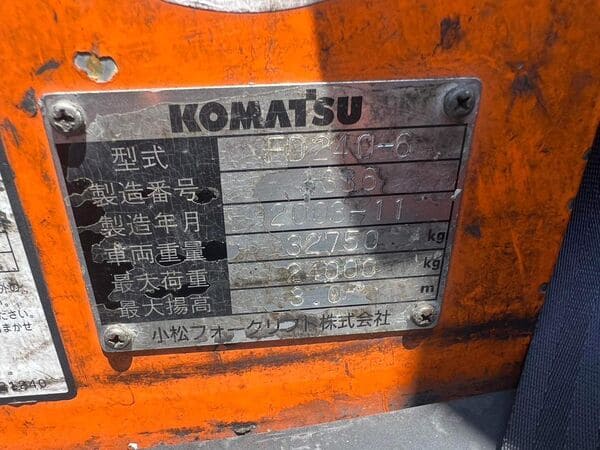 KOMATSU
型式 FD240-6
製造番号 1336
製造年月 2003-11
車両重量 32750 kg
最大荷重 24000 kg
最大揚高 3.0 m
小松フォークリフト株式会社